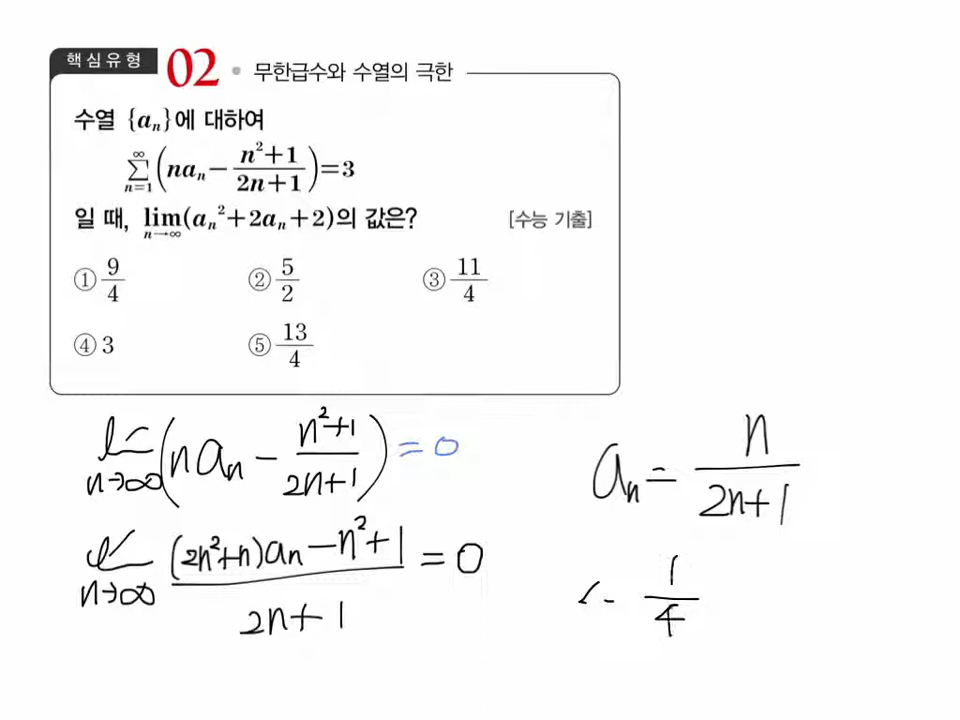 핵심유형 02 • 무한급수와 수열의 극한
수열 {aₙ}에 대하여
∑_{n=1}^{∞}(naₙ − (n²+1)/(2n+1))=3
일 때, lim_{n→∞}(aₙ²+2aₙ+2)의 값은? [수능 기출]
① 9/4 ② 5/2 ③ 11/4
④ 3 ⑤ 13/4
lim_{n→∞}(naₙ − (n²+1)/(2n+1)) = 0
lim_{n→∞} ((2n²+n)aₙ − n²+1)/(2n+1) = 0
aₙ = n/(2n+1)
1/4